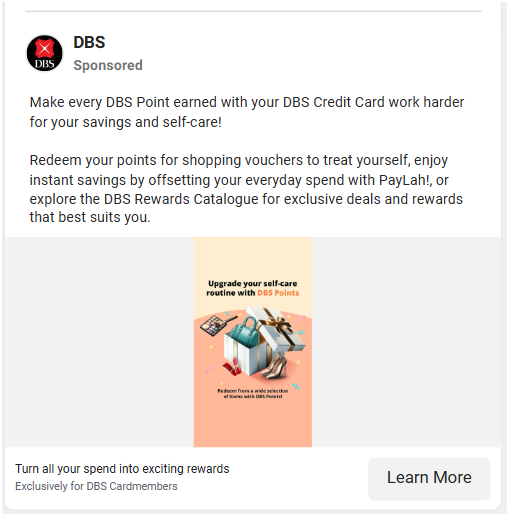 DBS
DBS
Sponsored
Make every DBS Point earned with your DBS Credit Card work harder
for your savings and self-care!
Redeem your points for shopping vouchers to treat yourself, enjoy
instant savings by offsetting your everyday spend with PayLah!, or
explore the DBS Rewards Catalogue for exclusive deals and rewards
that best suits you.
Upgrade your self-care
routine with DBS Points
Redeem from a wide selection
of items with DBS Points!
Turn all your spend into exciting rewards
Exclusively for DBS Cardmembers
Learn More